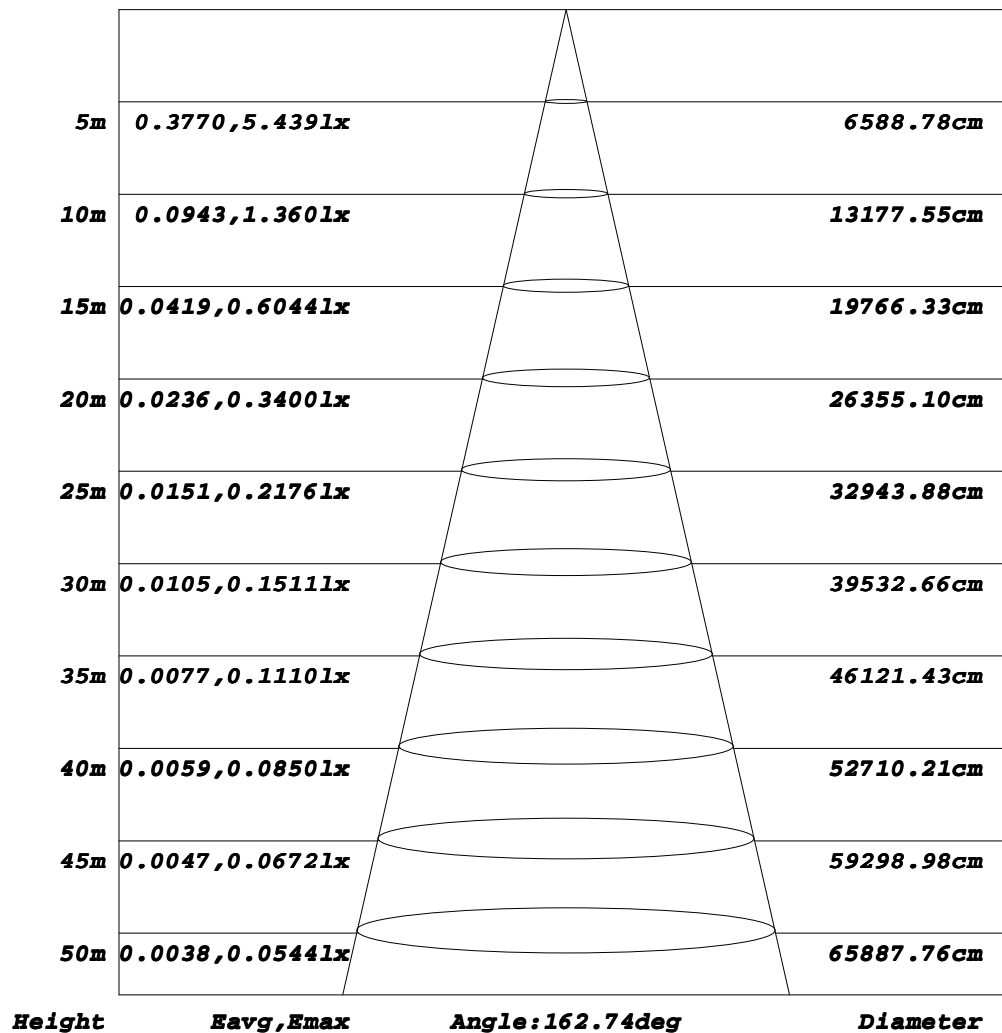 5m 0.3770,5.439lx 6588.78cm
10m 0.0943,1.360lx 13177.55cm
15m 0.0419,0.6044lx 19766.33cm
20m 0.0236,0.3400lx 26355.10cm
25m 0.0151,0.2176lx 32943.88cm
30m 0.0105,0.1511lx 39532.66cm
35m 0.0077,0.1110lx 46121.43cm
40m 0.0059,0.0850lx 52710.21cm
45m 0.0047,0.0672lx 59298.98cm
50m 0.0038,0.0544lx 65887.76cm
Height Eavg,Emax Angle:162.74deg Diameter